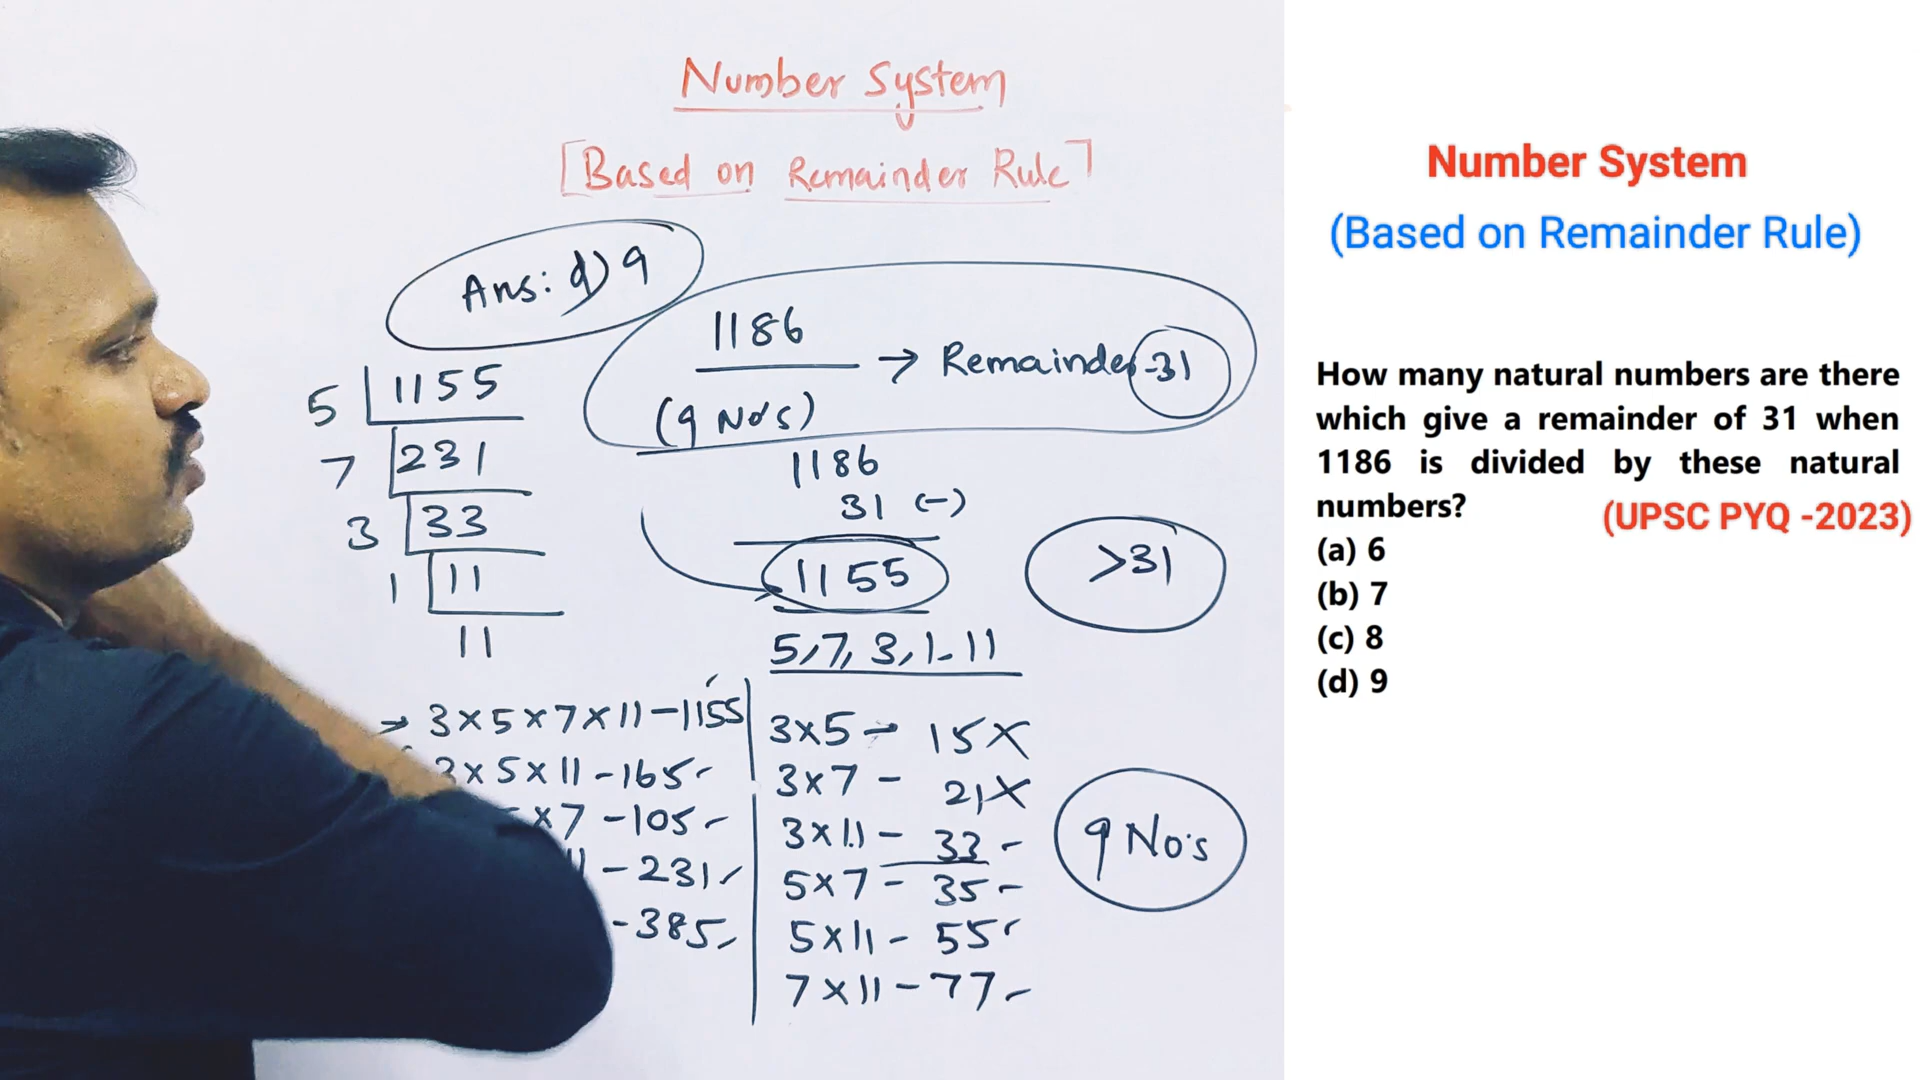 Number System
[Based on Remainder Rule]
Ans: d) 9
1186 → Remainder - 31
(9 No's)
5 1155
7 231
3 33
1 11
11
1186
31 (-)
1155
>31
5, 7, 3, 1, 11
→ 3 x 5 x 7 x 11 - 1155
3 x 5 x 11 - 165
x 7 - 105
- 231
- 385
3x5 - 15 X
3 x 7 - 21 X
3 x 11 - 33
5 x 7 - 35
5 x 11 - 55
7 x 11 - 77
9 No's
Number System
(Based on Remainder Rule)
How many natural numbers are there
which give a remainder of 31 when
1186 is divided by these natural
numbers? (UPSC PYQ -2023)
(a) 6
(b) 7
(c) 8
(d) 9